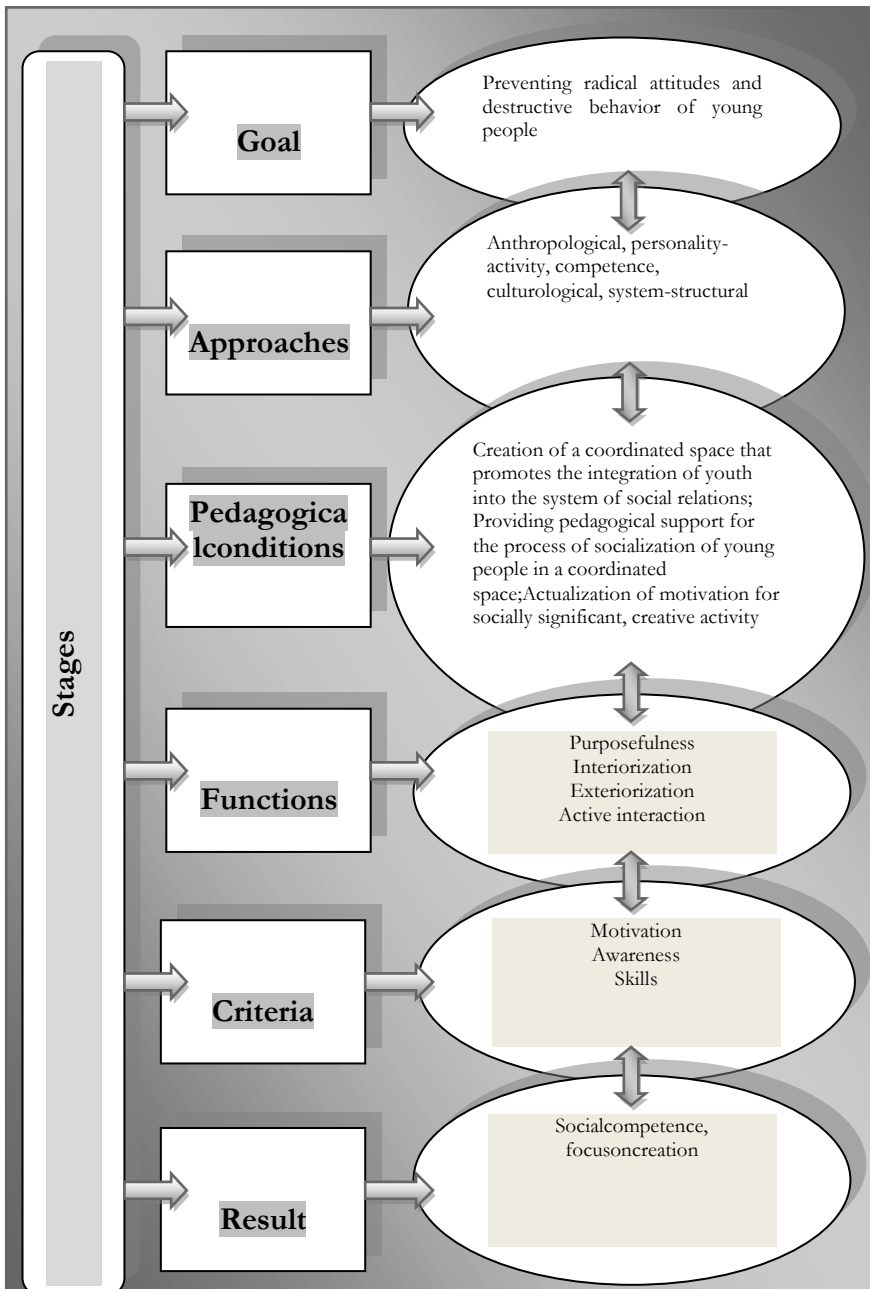 Stages
Goal
Preventing radical attitudes and
destructive behavior of young
people
Approaches
Anthropological, personality-
activity, competence,
culturological, system-structural
Pedagogica
lconditions
Creation of a coordinated space that
promotes the integration of youth
into the system of social relations;
Providing pedagogical support for
the process of socialization of young
people in a coordinated
space;Actualization of motivation for
socially significant, creative activity
Functions
Purposefulness
Interiorization
Exteriorization
Active interaction
Criteria
Motivation
Awareness
Skills
Result
Socialcompetence,
focusoncreation